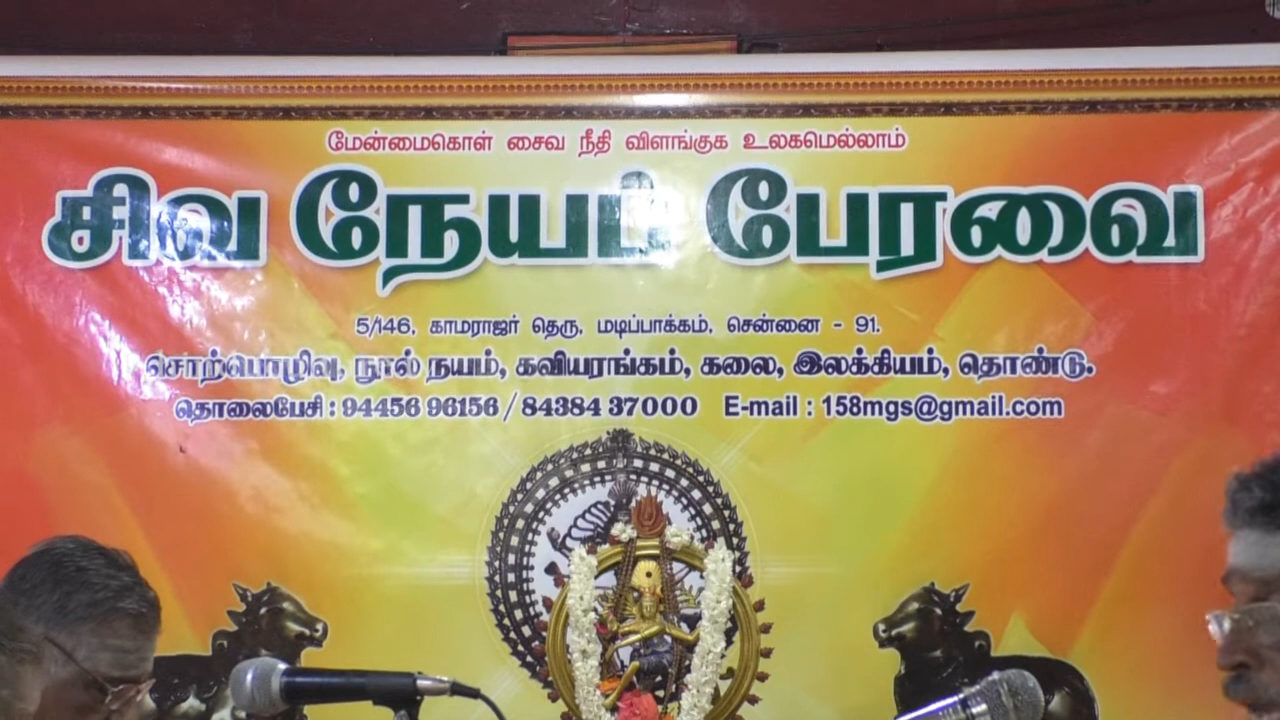 மேன்மைகொள் சைவ நீதி விளங்குக உலகமெல்லாம்
சிவ நேயப் பேரவை
5/146, காமராஜர் தெரு, மடிப்பாக்கம், சென்னை - 91.
சொற்பொழிவு, நூல் நயம், கவியரங்கம், கலை, இலக்கியம், தொண்டு.
தொலைபேசி : 94456 96156 / 84384 37000 E-mail : 158mgs@gmail.com